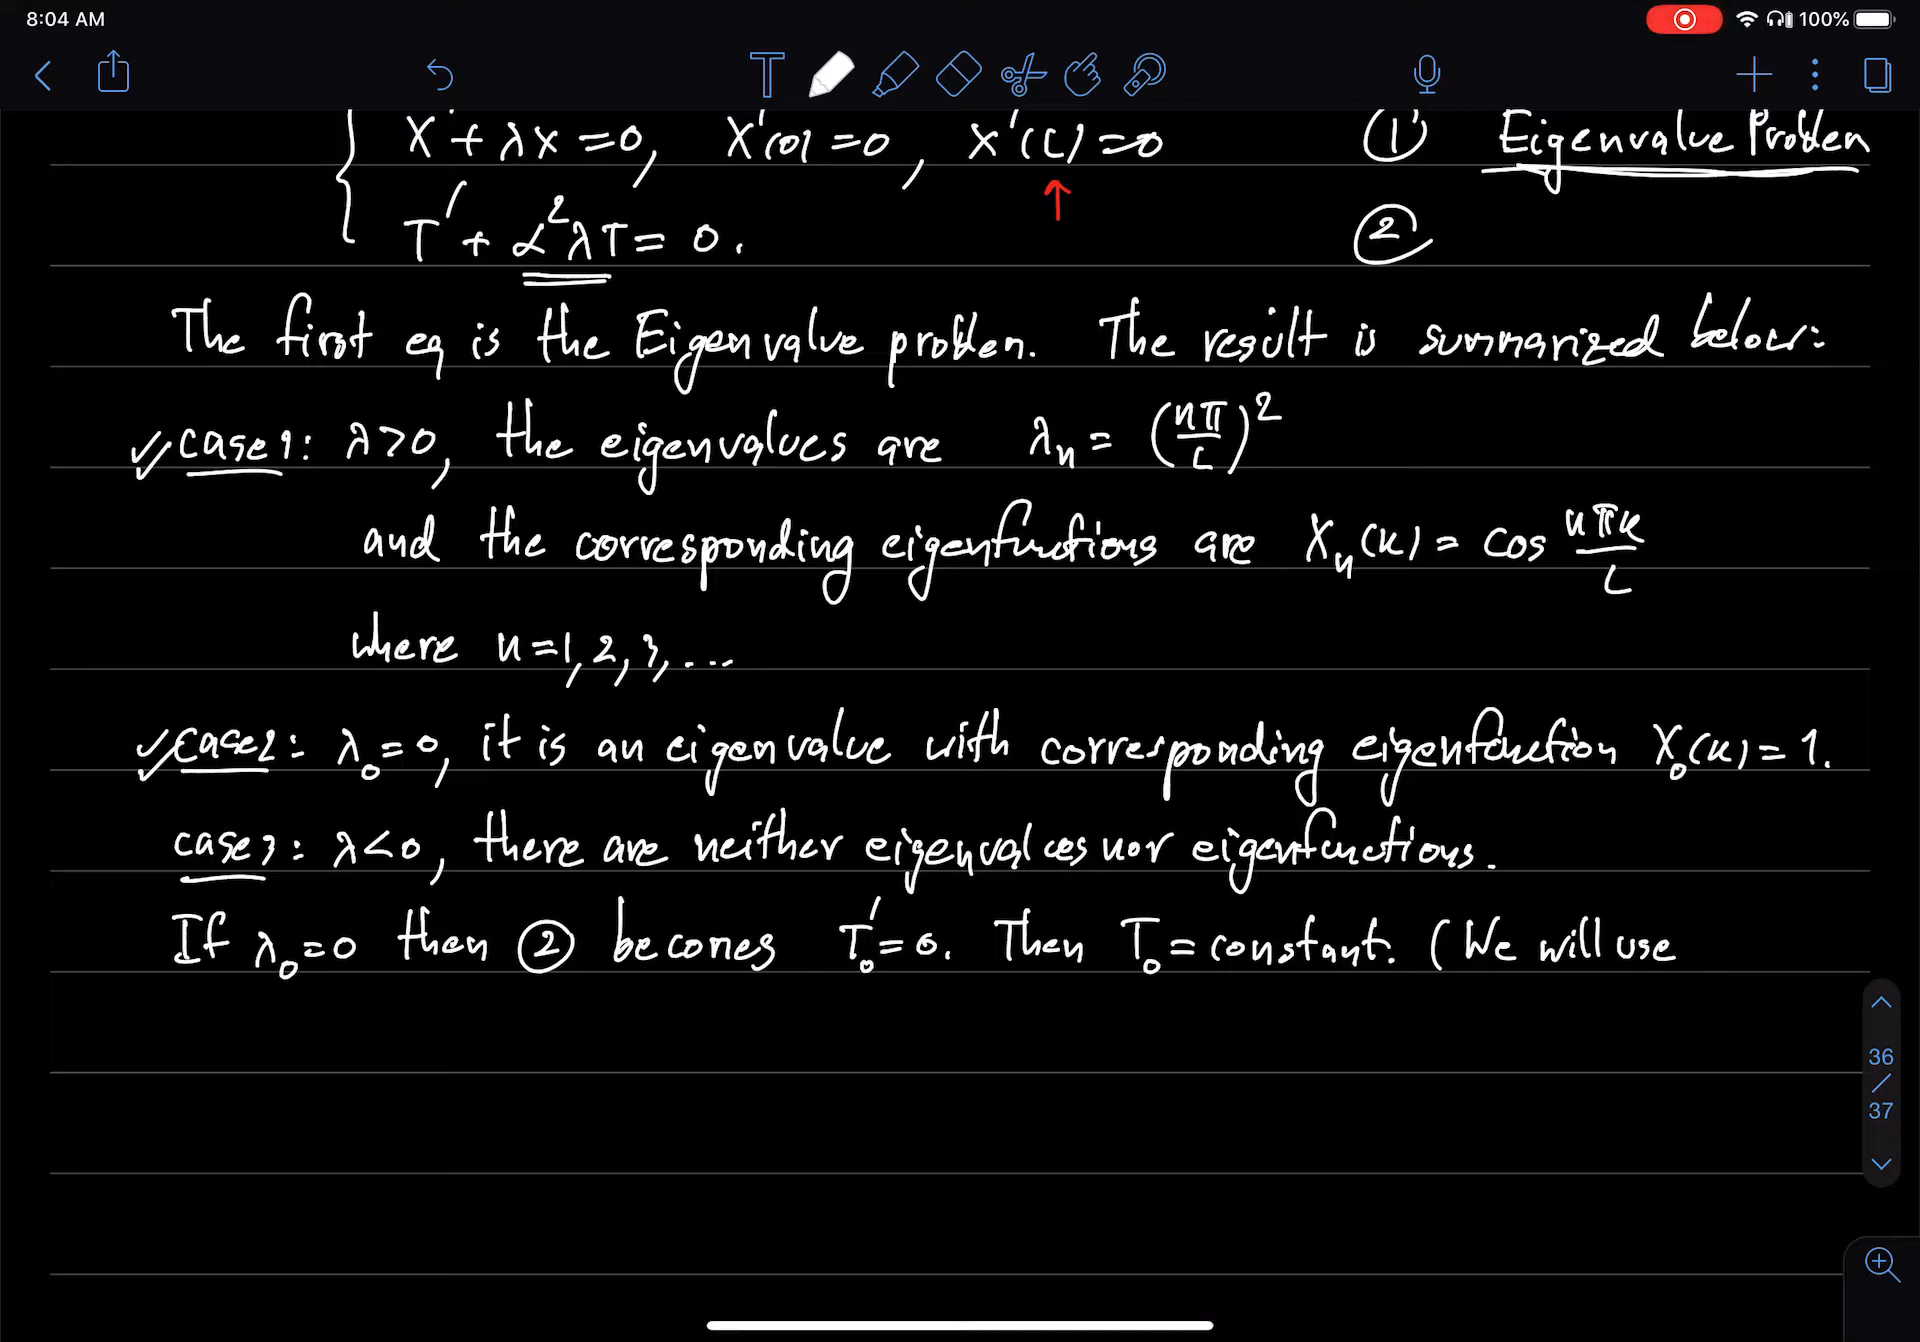 8:04 AM
100%
X'' + λX = 0, X'(0) = 0, X'(L) = 0 (1) Eigenvalue Problem
T' + α²λT = 0. (2)
The first eq is the Eigenvalue problem. The result is summarized below:
case 1: λ > 0, the eigenvalues are λₙ = (nπ/L)²
and the corresponding eigenfunctions are Xₙ(x) = cos nπx/L
where n = 1, 2, 3, ...
case 2: λ₀ = 0, it is an eigenvalue with corresponding eigenfunction X₀(x) = 1.
case 3: λ < 0, there are neither eigenvalues nor eigenfunctions.
If λ₀ = 0 then (2) becomes T₀' = 0. Then T₀ = constant. (We will use
36
/
37